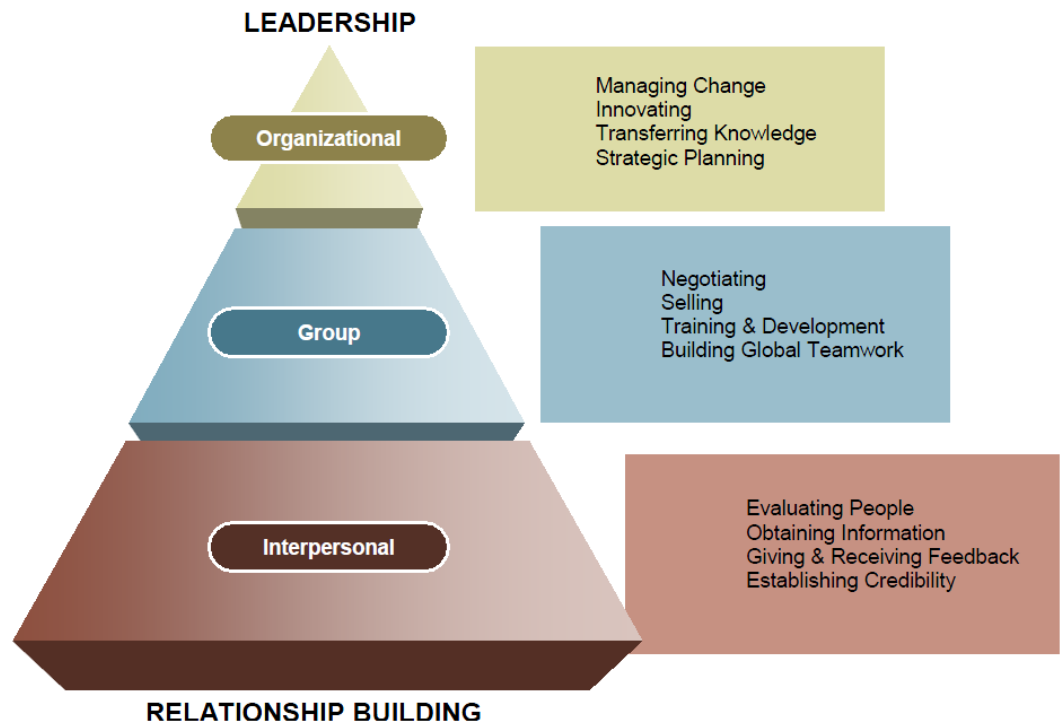 LEADERSHIP
Organizational
Managing Change
Innovating
Transferring Knowledge
Strategic Planning
Group
Negotiating
Selling
Training & Development
Building Global Teamwork
Interpersonal
Evaluating People
Obtaining Information
Giving & Receiving Feedback
Establishing Credibility
RELATIONSHIP BUILDING